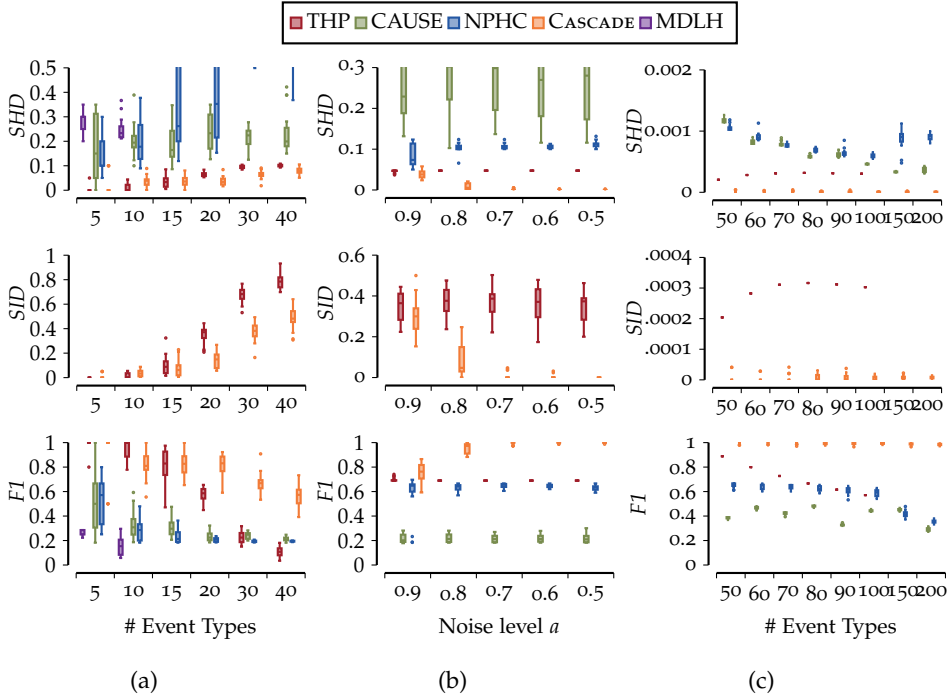 THP CAUSE NPHC CASCADE MDLH
0.5
0.4
0.3
0.2
0.1
0
SHD
5 10 15 20 30 40
0.3
0.2
0.1
0
SHD
0.9 0.8 0.7 0.6 0.5
0.002
0.001
0
SHD
50 60 70 80 90 100 150 200
1
0.8
0.6
0.4
0.2
0
SID
5 10 15 20 30 40
0.6
0.4
0.2
0
SID
0.9 0.8 0.7 0.6 0.5
.0004
.0003
.0002
.0001
0
SID
50 60 70 80 90 100 150 200
1
0.8
0.6
0.4
0.2
0
F1
5 10 15 20 30 40
# Event Types
(a)
1
0.8
0.6
0.4
0.2
0
F1
0.9 0.8 0.7 0.6 0.5
Noise level a
(b)
0
0.2
0.4
0.6
0.8
1
F1
50 60 70 80 90 100 150 200
# Event Types
(c)